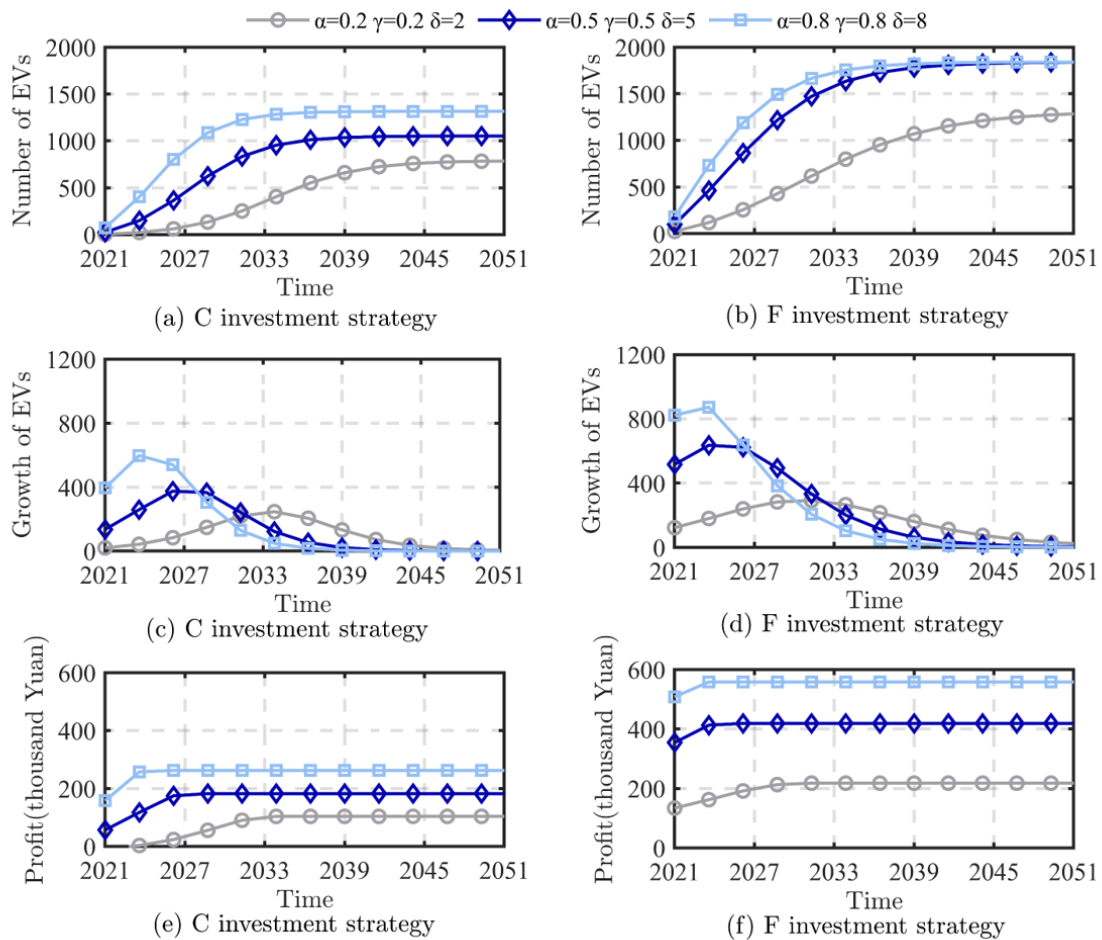 α=0.2 γ=0.2 δ=2 α=0.5 γ=0.5 δ=5 α=0.8 γ=0.8 δ=8
Number of EVs
2000
1500
1000
500
0
2021 2027 2033 2039 2045 2051
Time
(a) C investment strategy
Number of EVs
2000
1500
1000
500
0
2021 2027 2033 2039 2045 2051
Time
(b) F investment strategy
Growth of EVs
1200
800
400
0
2021 2027 2033 2039 2045 2051
Time
(c) C investment strategy
Growth of EVs
1200
800
400
0
2021 2027 2033 2039 2045 2051
Time
(d) F investment strategy
Profit(thousand Yuan)
600
400
200
0
2021 2027 2033 2039 2045 2051
Time
(e) C investment strategy
Profit(thousand Yuan)
600
400
200
0
2021 2027 2033 2039 2045 2051
Time
(f) F investment strategy